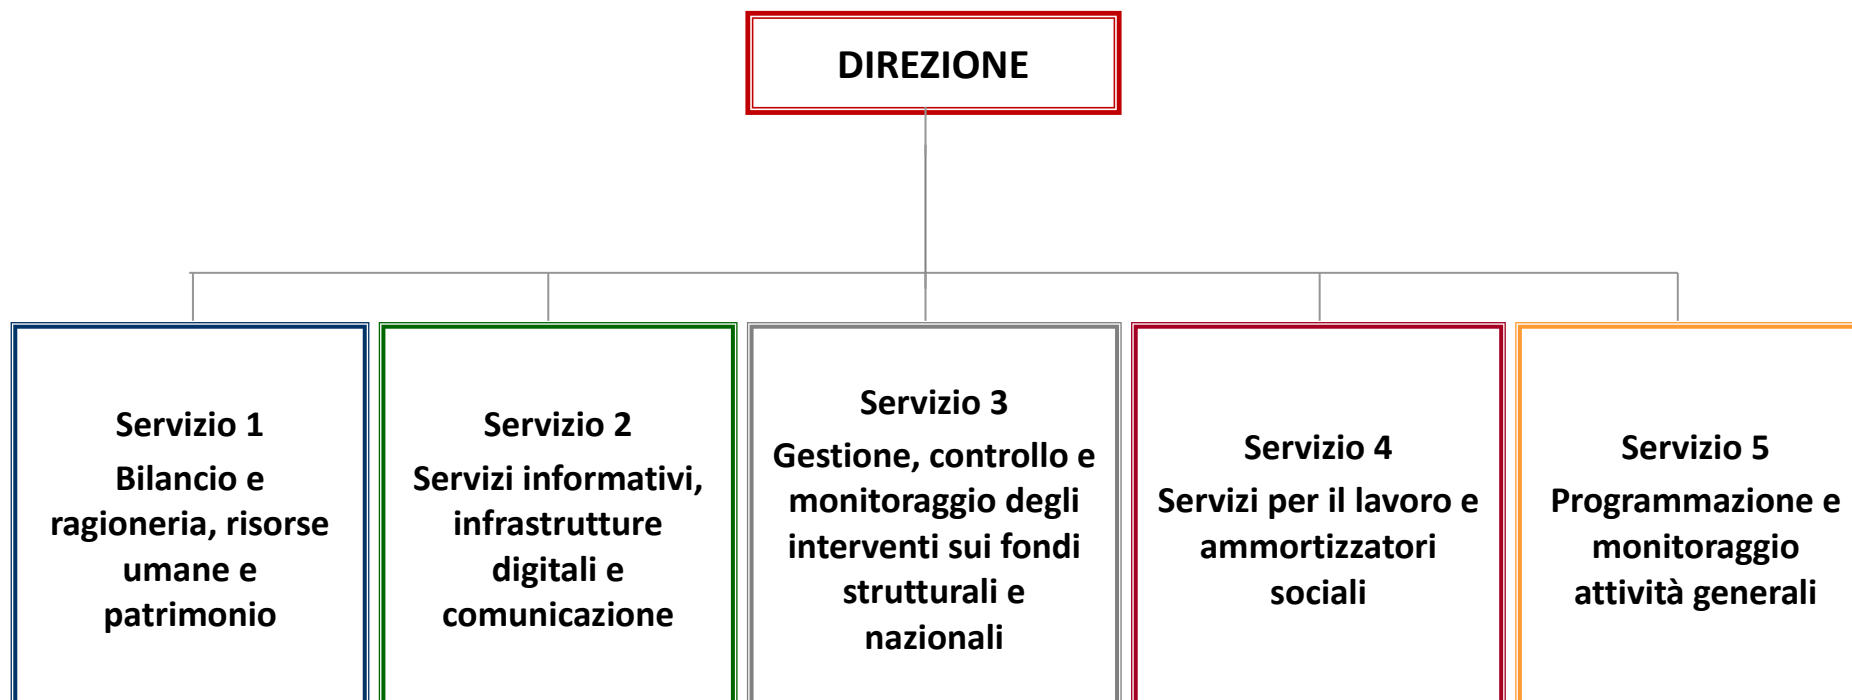 DIREZIONE
Servizio 1
Bilancio e
ragioneria, risorse
umane e
patrimonio
Servizio 2
Servizi informativi,
infrastrutture
digitali e
comunicazione
Servizio 3
Gestione, controllo e
monitoraggio degli
interventi sui fondi
strutturali e
nazionali
Servizio 4
Servizi per il lavoro e
ammortizzatori
sociali
Servizio 5
Programmazione e
monitoraggio
attività generali